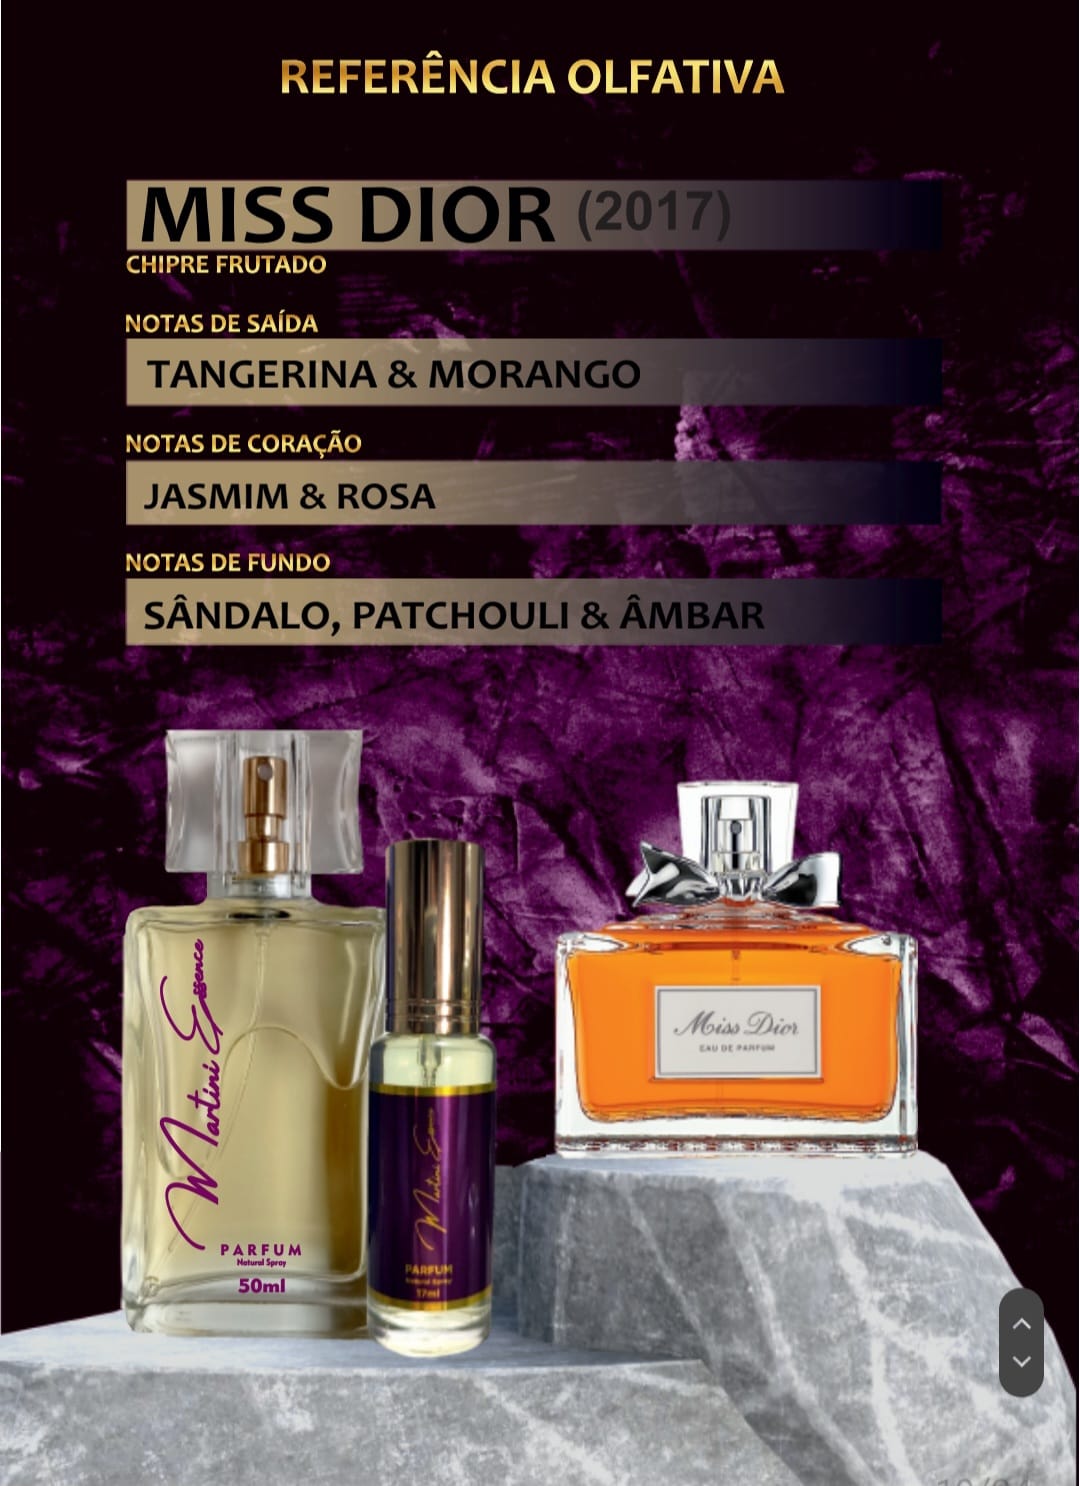 REFERÊNCIA OLFATIVA
MISS DIOR (2017)
CHIPRE FRUTADO
NOTAS DE SAÍDA
TANGERINA & MORANGO
NOTAS DE CORAÇÃO
JASMIM & ROSA
NOTAS DE FUNDO
SÂNDALO, PATCHOULI & ÂMBAR
Martini Essence
PARFUM
Natural Spray
50ml
Martini Essence
PARFUM
Natural Spray
17ml
Miss Dior
EAU DE PARFUM